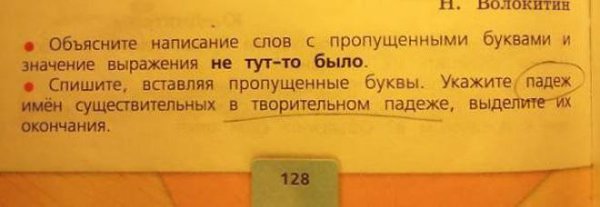 Н. Волокитин
• Объясните написание слов с пропущенными буквами и
значение выражения не тут-то было.
• Спишите, вставляя пропущенные буквы. Укажите падеж
имён существительных в творительном падеже, выделите их
окончания.
128